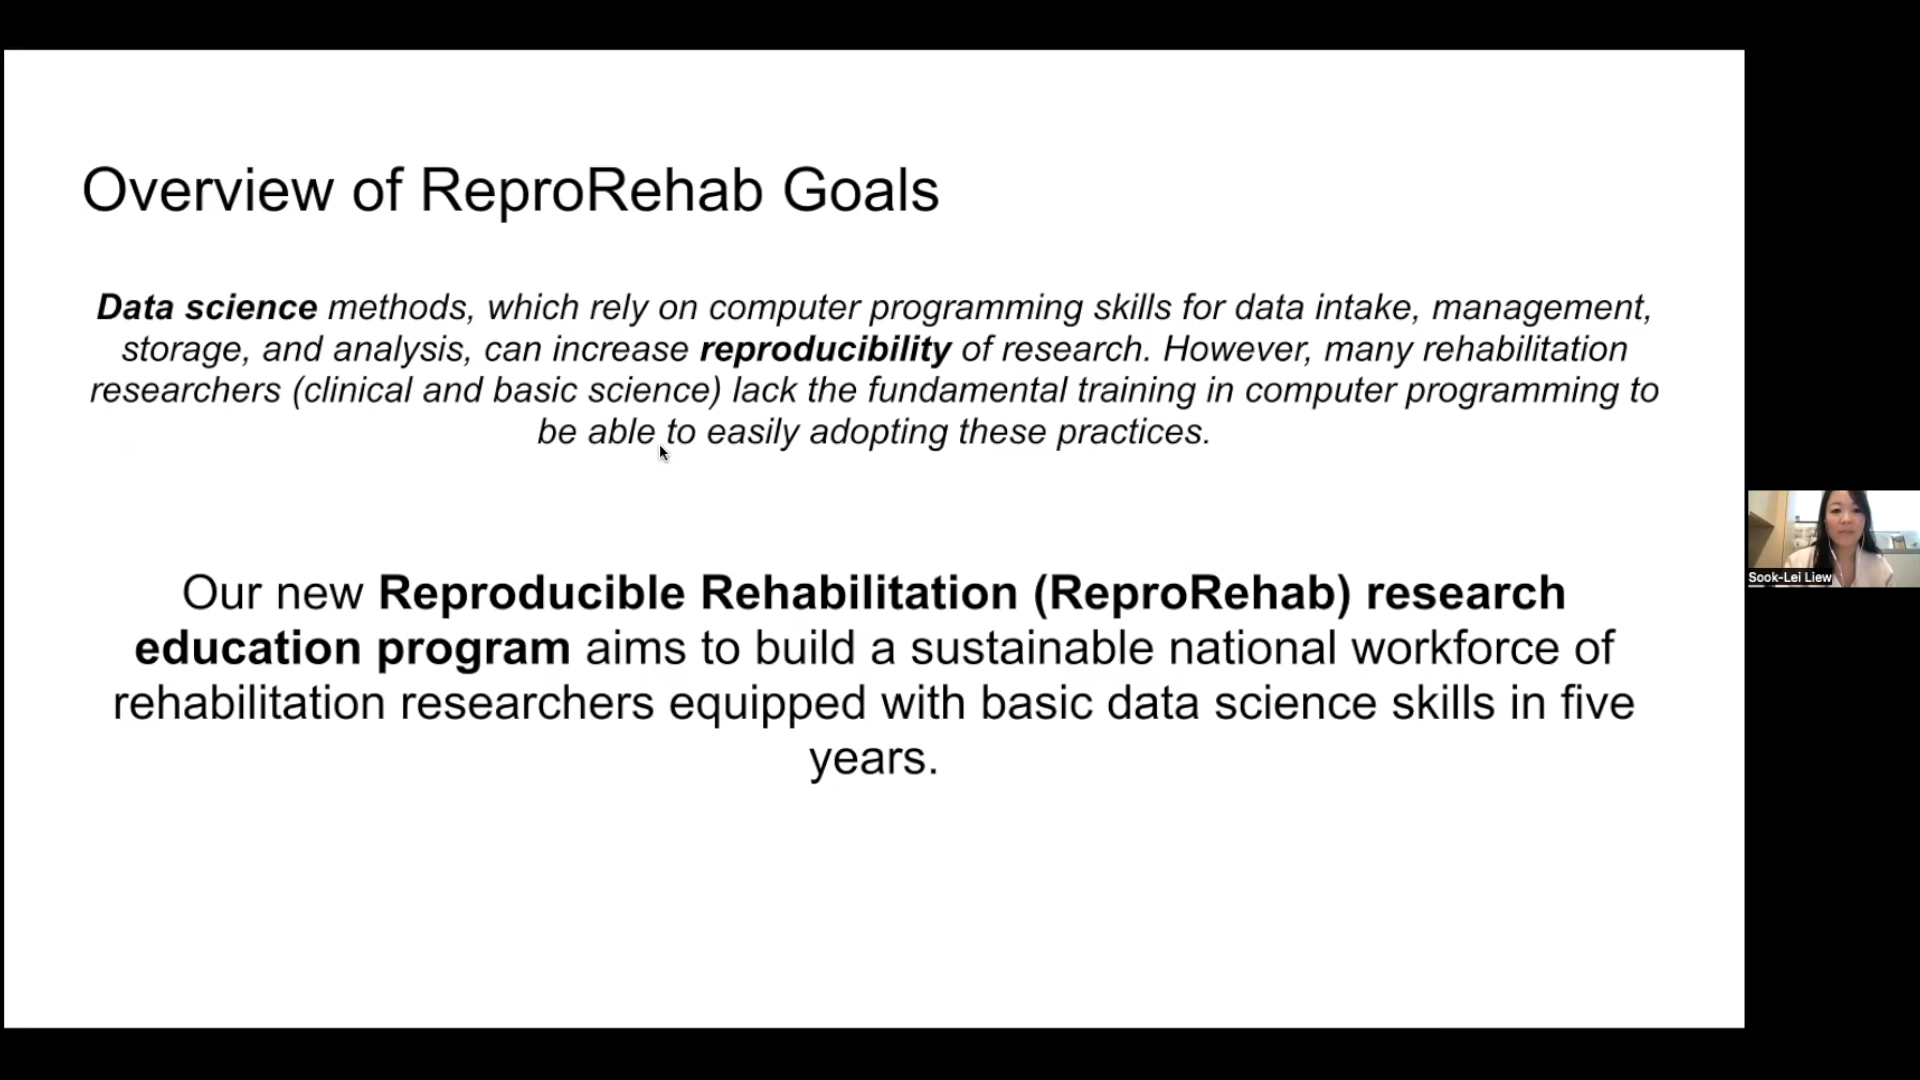 Overview of ReproRehab Goals
Data science methods, which rely on computer programming skills for data intake, management,
storage, and analysis, can increase reproducibility of research. However, many rehabilitation
researchers (clinical and basic science) lack the fundamental training in computer programming to
be able to easily adopting these practices.
Our new Reproducible Rehabilitation (ReproRehab) research
education program aims to build a sustainable national workforce of
rehabilitation researchers equipped with basic data science skills in five
years.
Sook-Lei Liew